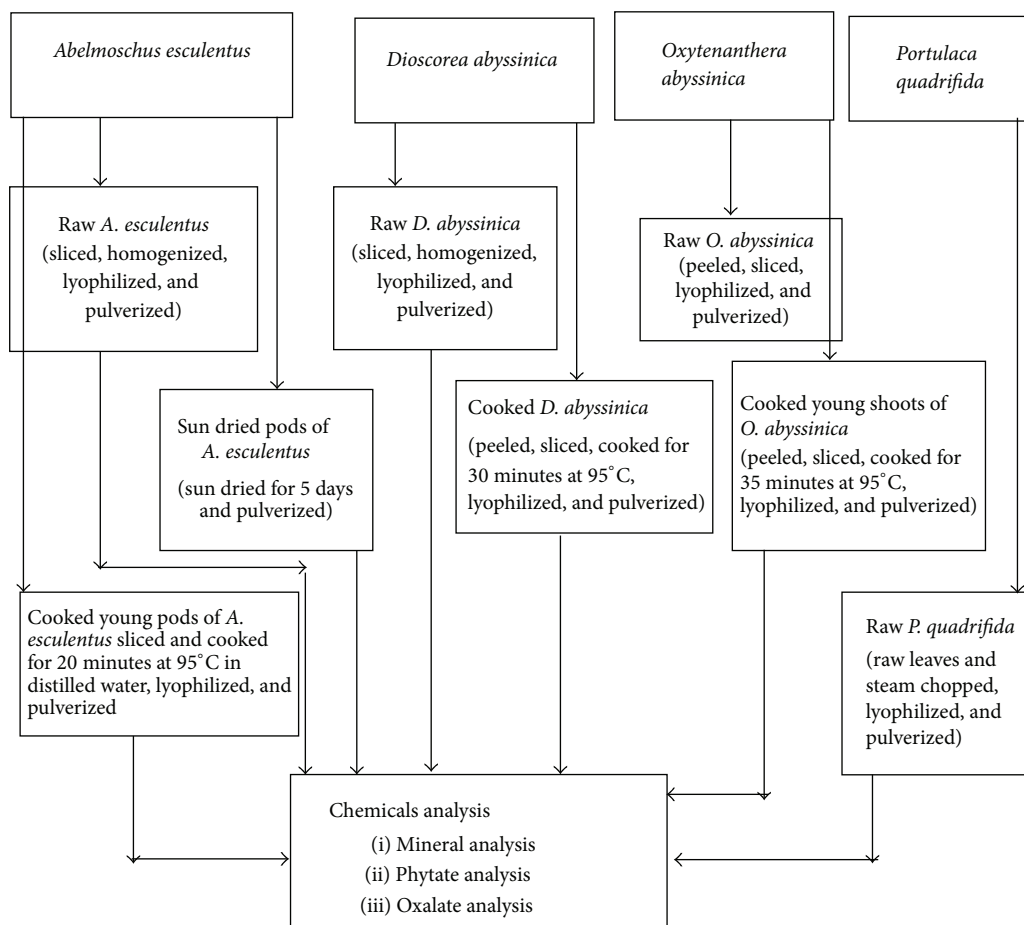 Abelmoschus esculentus
Dioscorea abyssinica
Oxytenanthera
abyssinica
Portulaca
quadrifida
Raw A. esculentus
(sliced, homogenized,
lyophilized, and
pulverized)
Raw D. abyssinica
(sliced, homogenized,
lyophilized, and
pulverized)
Raw O. abyssinica
(peeled, sliced,
lyophilized, and
pulverized)
Sun dried pods of
A. esculentus
(sun dried for 5 days
and pulverized)
Cooked D. abyssinica
(peeled, sliced, cooked for
30 minutes at 95°C,
lyophilized, and pulverized)
Cooked young shoots of
O. abyssinica
(peeled, sliced, cooked for
35 minutes at 95°C,
lyophilized, and pulverized)
Cooked young pods of A.
esculentus sliced and cooked
for 20 minutes at 95°C in
distilled water, lyophilized, and
pulverized
Raw P. quadrifida
(raw leaves and
steam chopped,
lyophilized, and
pulverized)
Chemicals analysis
(i) Mineral analysis
(ii) Phytate analysis
(iii) Oxalate analysis